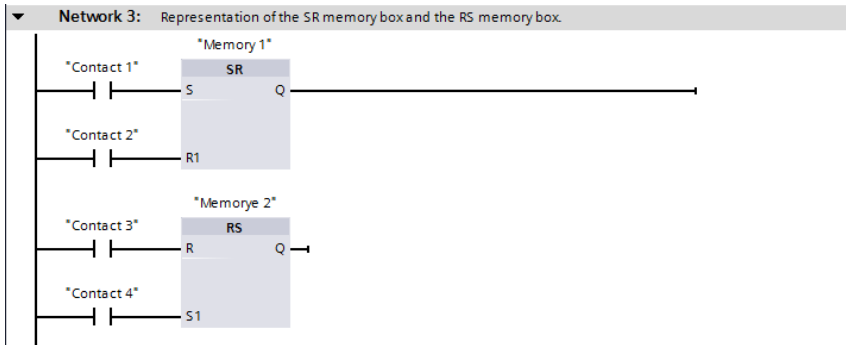 Network 3: Representation of the SR memory box and the RS memory box.
"Memory 1"
"Contact 1"
SR
S Q
"Contact 2"
R1
"Memorye 2"
"Contact 3"
RS
R Q
"Contact 4"
S1